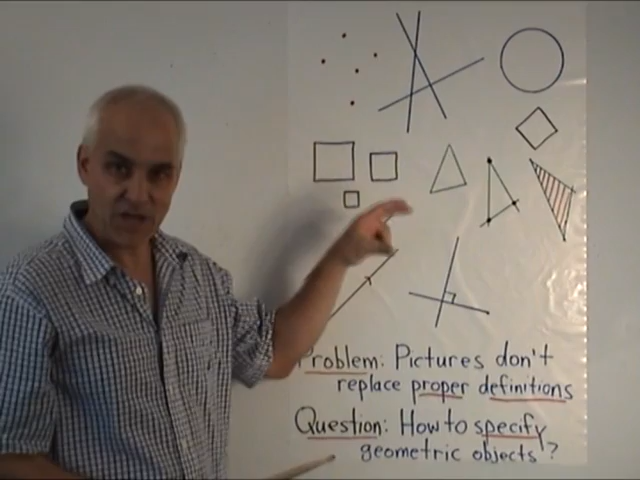 Problem: Pictures don't
replace proper definitions
Question: How to specify
geometric objects?